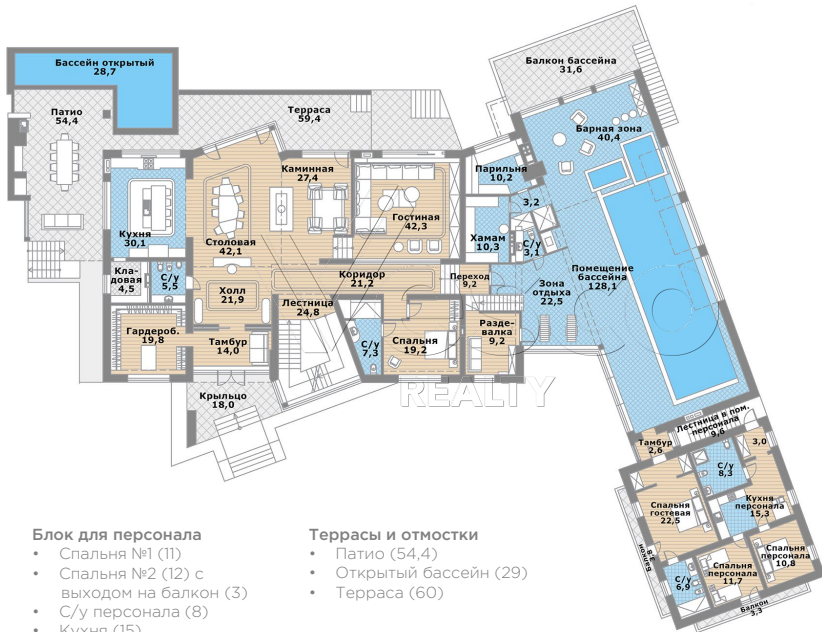 Бассейн открытый
28,7
Балкон бассейна
31,6
Патио
54,4
Терраса
59,4
Барная зона
40,4
Каминная
27,4
Парильня
10,2
Гостиная
42,3
3,2
Кухня
30,1
Столовая
42,1
Хамам
10,3
С/у
3,1
Кла-
довая
4,5
С/у
5,5
Коридор
21,2
Переход
9,2
Зона
отдыха
22,5
Помещение
бассейна
128,1
Холл
21,9
Лестница
24,8
Гардероб.
19,8
Тамбур
14,0
С/у
7,3
Спальня
19,2
Разде-
валка
9,2
Крыльцо
18,0
REALTY
Лестница в пом.
персонала
9,6
Тамбур
2,6
3,0
С/у
8,3
Спальня
гостевая
22,5
Кухня
персонала
15,3
Балкон
3,8
С/у
6,9
Спальня
персонала
11,7
Спальня
персонала
10,8
Балкон
3,3
Блок для персонала
• Спальня №1 (11)
• Спальня №2 (12) с
выходом на балкон (3)
• С/у персонала (8)
• Кухня (15)
Террасы и отмостки
• Патио (54,4)
• Открытый бассейн (29)
• Терраса (60)